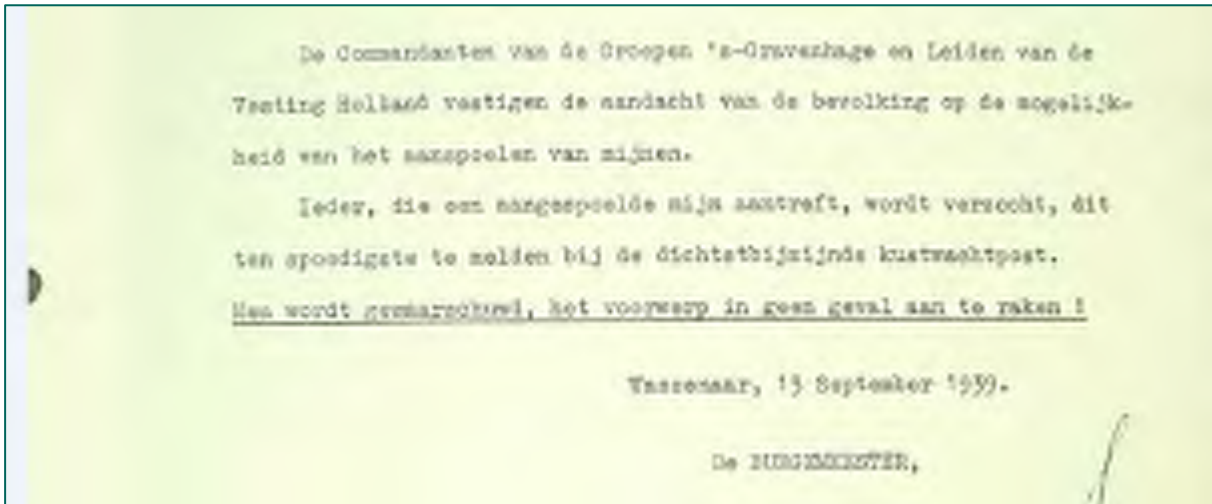 De Commandanten van de Groepen 's-Gravenhage en Leiden van de
Vesting Holland vestigen de aandacht van de bevolking op de mogelijk-
heid van het aanspoelen van mijnen.
Ieder, die een aangespoelde mijn aantreft, wordt verzocht, dit
ten spoedigste te melden bij de dichtstbijzijnde kustwachtpost.
Men wordt gewaarschuwd, het voorwerp in geen geval aan te raken !
Wassenaar, 13 September 1939.
De BURGEMEESTER,